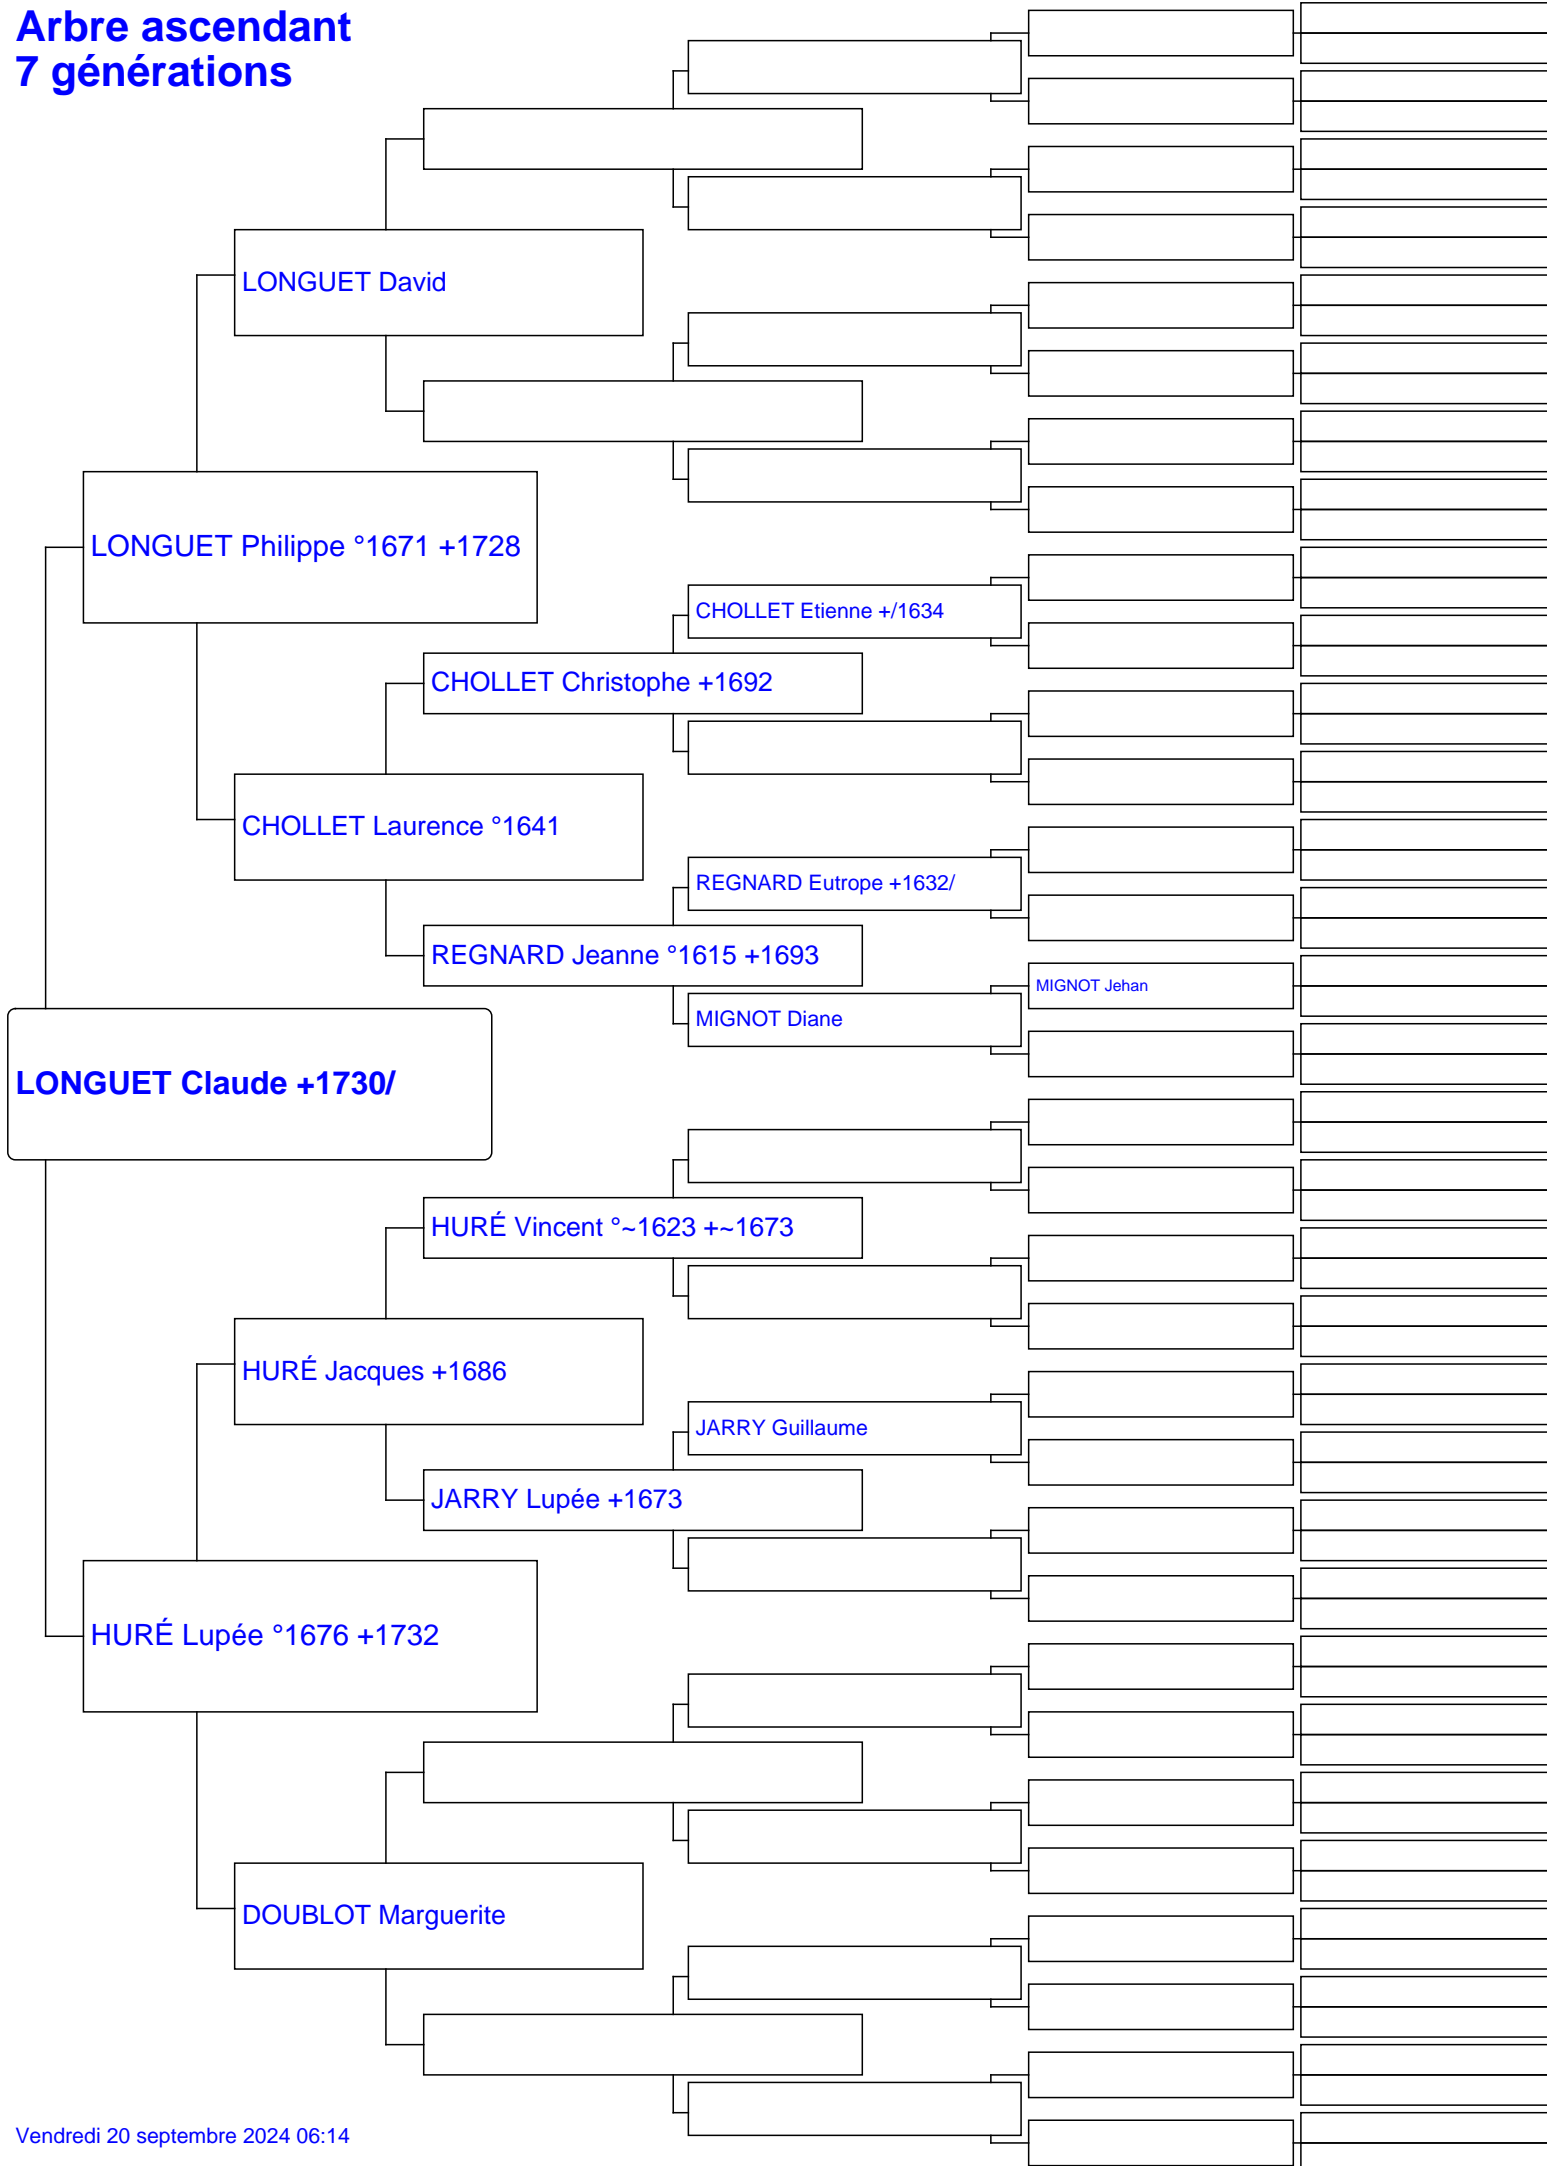 Arbre ascendant
7 générations
LONGUET David
LONGUET Philippe °1671 +1728
CHOLLET Etienne +/1634
CHOLLET Christophe +1692
CHOLLET Laurence °1641
REGNARD Eutrope +1632/
REGNARD Jeanne °1615 +1693
MIGNOT Jehan
MIGNOT Diane
LONGUET Claude +1730/
HURÉ Vincent °~1623 +~1673
HURÉ Jacques +1686
JARRY Guillaume
JARRY Lupée +1673
HURÉ Lupée °1676 +1732
DOUBLOT Marguerite
Vendredi 20 septembre 2024 06:14